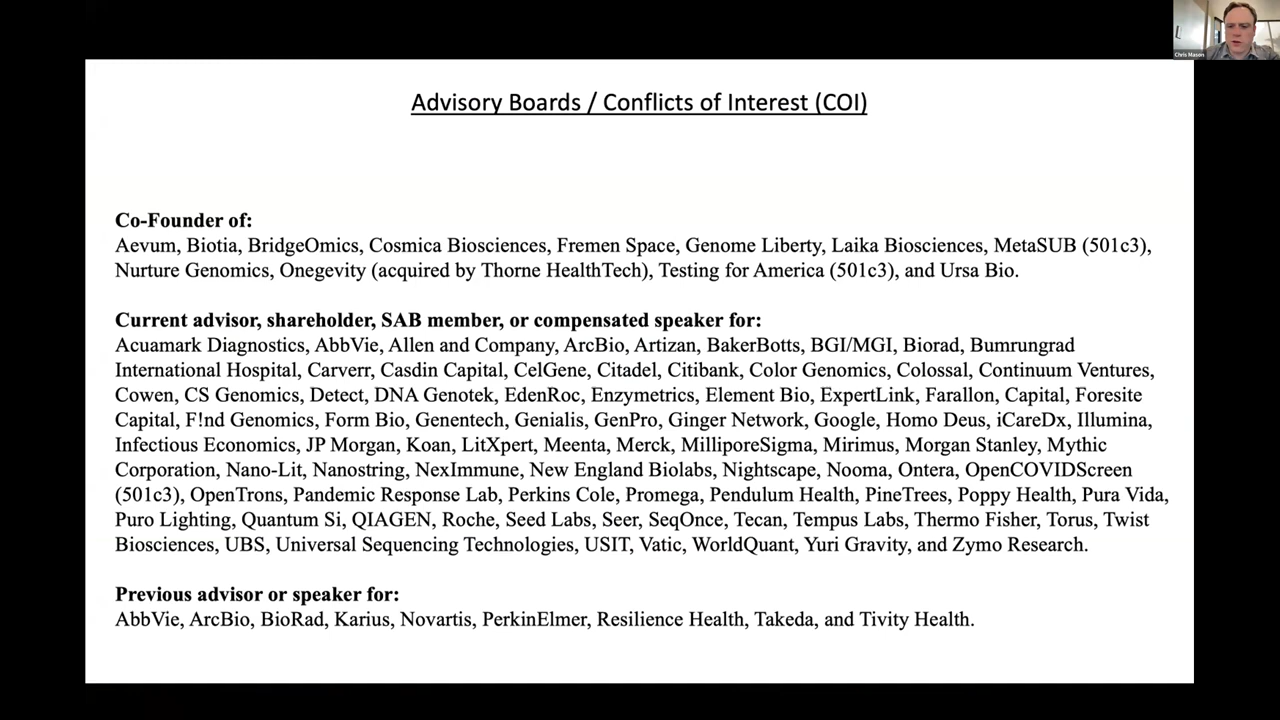 Chris Mason
Advisory Boards / Conflicts of Interest (COI)
Co-Founder of:
Aevum, Biotia, BridgeOmics, Cosmica Biosciences, Fremen Space, Genome Liberty, Laika Biosciences, MetaSUB (501c3),
Nurture Genomics, Onegevity (acquired by Thorne HealthTech), Testing for America (501c3), and Ursa Bio.
Current advisor, shareholder, SAB member, or compensated speaker for:
Acuamark Diagnostics, AbbVie, Allen and Company, ArcBio, Artizan, BakerBotts, BGI/MGI, Biorad, Bumrungrad
International Hospital, Carverr, Casdin Capital, CelGene, Citadel, Citibank, Color Genomics, Colossal, Continuum Ventures,
Cowen, CS Genomics, Detect, DNA Genotek, EdenRoc, Enzymetrics, Element Bio, ExpertLink, Farallon, Capital, Foresite
Capital, F!nd Genomics, Form Bio, Genentech, Genialis, GenPro, Ginger Network, Google, Homo Deus, iCareDx, Illumina,
Infectious Economics, JP Morgan, Koan, LitXpert, Meenta, Merck, MilliporeSigma, Mirimus, Morgan Stanley, Mythic
Corporation, Nano-Lit, Nanostring, NexImmune, New England Biolabs, Nightscape, Nooma, Ontera, OpenCOVIDScreen
(501c3), OpenTrons, Pandemic Response Lab, Perkins Cole, Promega, Pendulum Health, PineTrees, Poppy Health, Pura Vida,
Puro Lighting, Quantum Si, QIAGEN, Roche, Seed Labs, Seer, SeqOnce, Tecan, Tempus Labs, Thermo Fisher, Torus, Twist
Biosciences, UBS, Universal Sequencing Technologies, USIT, Vatic, WorldQuant, Yuri Gravity, and Zymo Research.
Previous advisor or speaker for:
AbbVie, ArcBio, BioRad, Karius, Novartis, PerkinElmer, Resilience Health, Takeda, and Tivity Health.